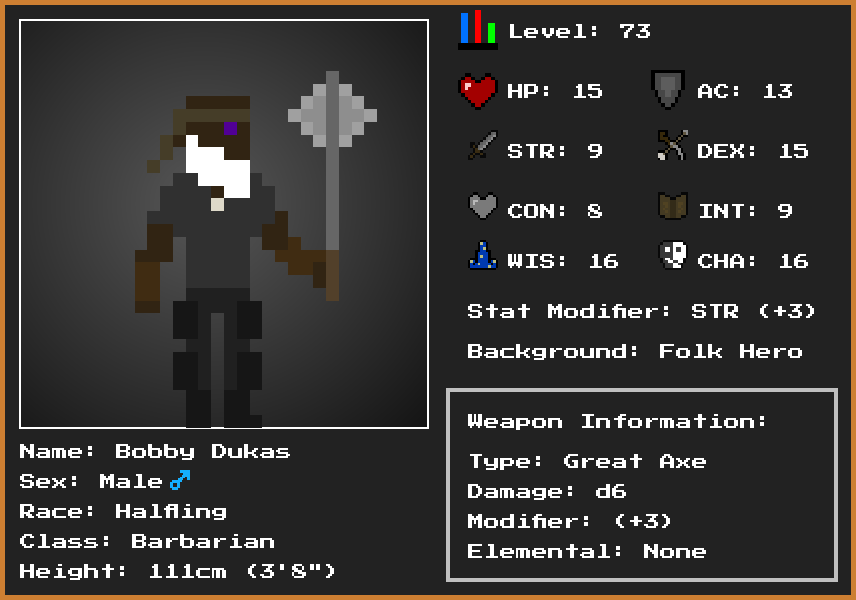 Level: 73
HP: 15
AC: 13
STR: 9
DEX: 15
CON: 8
INT: 9
WIS: 16
CHA: 16
Stat Modifier: STR (+3)
Background: Folk Hero
Weapon Information:
Type: Great Axe
Damage: d6
Modifier: (+3)
Elemental: None
Name: Bobby Dukas
Sex: Male♂
Race: Halfling
Class: Barbarian
Height: 111cm (3'8")